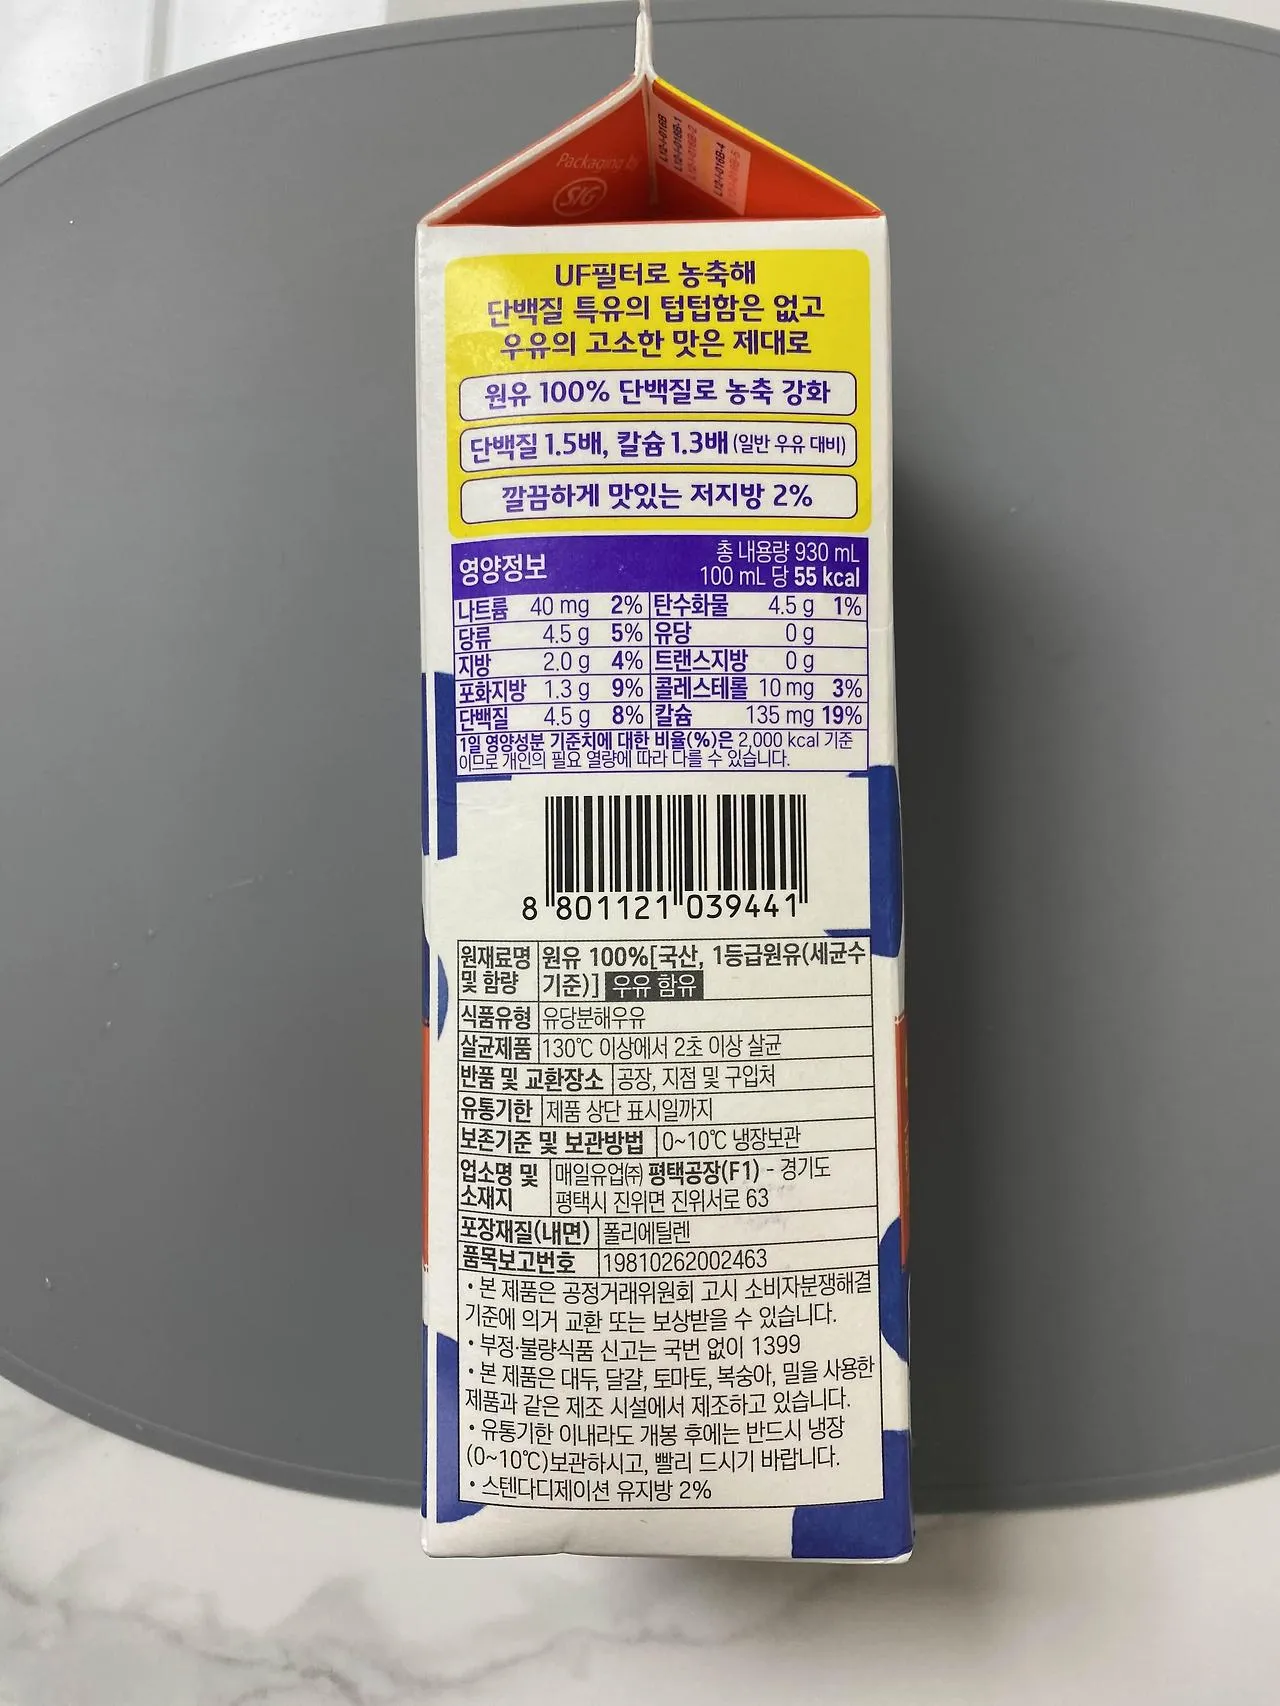 Packaging by
SIG
L12-I-016B
L12-I-016B-1
L12-I-016B-2
L12-I-016B-4
L12-I-016B-5
UF필터로 농축해
단백질 특유의 텁텁함은 없고
우유의 고소한 맛은 제대로
원유 100% 단백질로 농축 강화
단백질 1.5배, 칼슘 1.3배 (일반 우유 대비)
깔끔하게 맛있는 저지방 2%
영양정보 총 내용량 930 mL
100 mL 당 55 kcal
나트륨 40 mg 2% 탄수화물 4.5 g 1%
당류 4.5 g 5% 유당 0 g
지방 2.0 g 4% 트랜스지방 0 g
포화지방 1.3 g 9% 콜레스테롤 10 mg 3%
단백질 4.5 g 8% 칼슘 135 mg 19%
1일 영양성분 기준치에 대한 비율(%)은 2,000 kcal 기준
이므로 개인의 필요 열량에 따라 다를 수 있습니다.
8 801121 039441
원재료명 및 함량 원유 100%[국산, 1등급원유(세균수
기준)] 우유 함유
식품유형 유당분해우유
살균제품 130℃ 이상에서 2초 이상 살균
반품 및 교환장소 공장, 지점 및 구입처
유통기한 제품 상단 표시일까지
보존기준 및 보관방법 0~10℃ 냉장보관
업소명 및 소재지 매일유업㈜ 평택공장(F1) - 경기도
평택시 진위면 진위서로 63
포장재질(내면) 폴리에틸렌
품목보고번호 19810262002463
• 본 제품은 공정거래위원회 고시 소비자분쟁해결
기준에 의거 교환 또는 보상받을 수 있습니다.
• 부정·불량식품 신고는 국번 없이 1399
• 본 제품은 대두, 달걀, 토마토, 복숭아, 밀을 사용한
제품과 같은 제조 시설에서 제조하고 있습니다.
• 유통기한 이내라도 개봉 후에는 반드시 냉장
(0~10℃)보관하시고, 빨리 드시기 바랍니다.
• 스텐다디제이션 유지방 2%